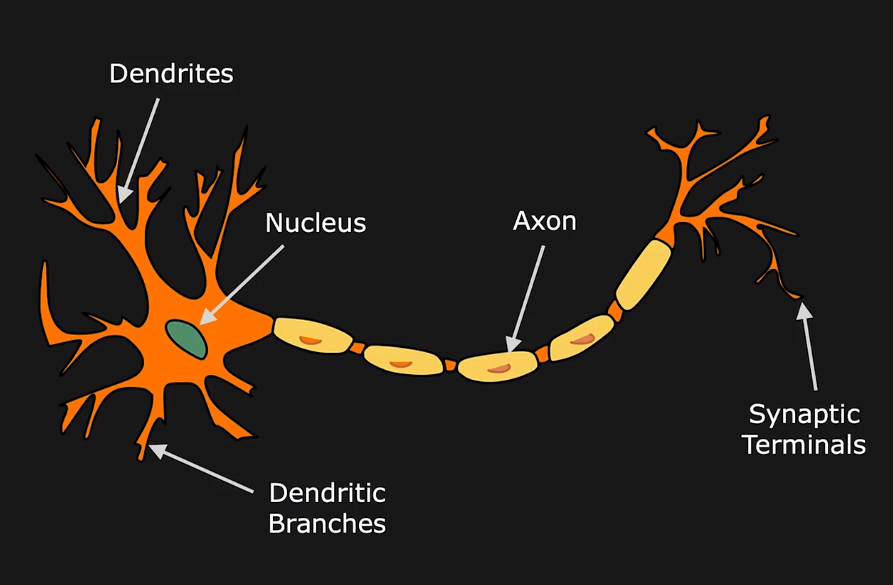 Dendrites
Nucleus
Axon
Synaptic
Terminals
Dendritic
Branches